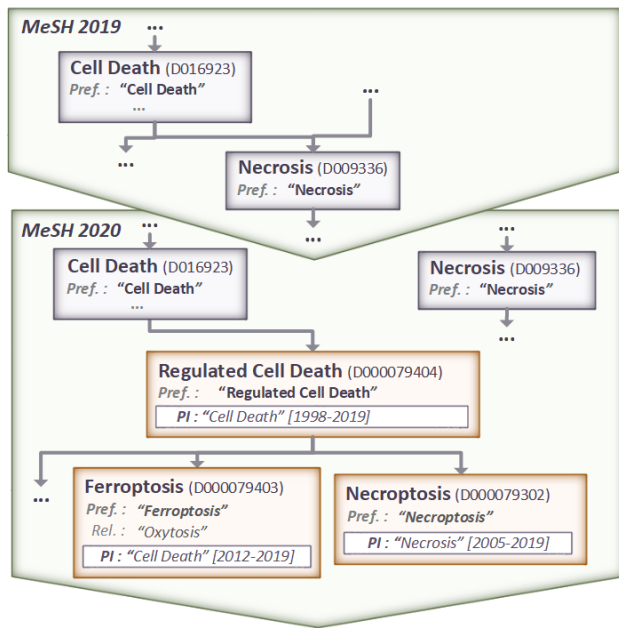 MeSH 2019
...
Cell Death (D016923)
Pref. : “Cell Death”
...
...
...
Necrosis (D009336)
Pref. : “Necrosis”
...
MeSH 2020
...
...
Cell Death (D016923)
Pref. : “Cell Death”
...
Necrosis (D009336)
Pref. : “Necrosis”
...
Regulated Cell Death (D000079404)
Pref. : “Regulated Cell Death”
PI : “Cell Death” [1998-2019]
...
Ferroptosis (D000079403)
Pref. : “Ferroptosis”
Rel. : “Oxytosis”
PI : “Cell Death” [2012-2019]
Necroptosis (D000079302)
Pref. : “Necroptosis”
PI : “Necrosis” [2005-2019]